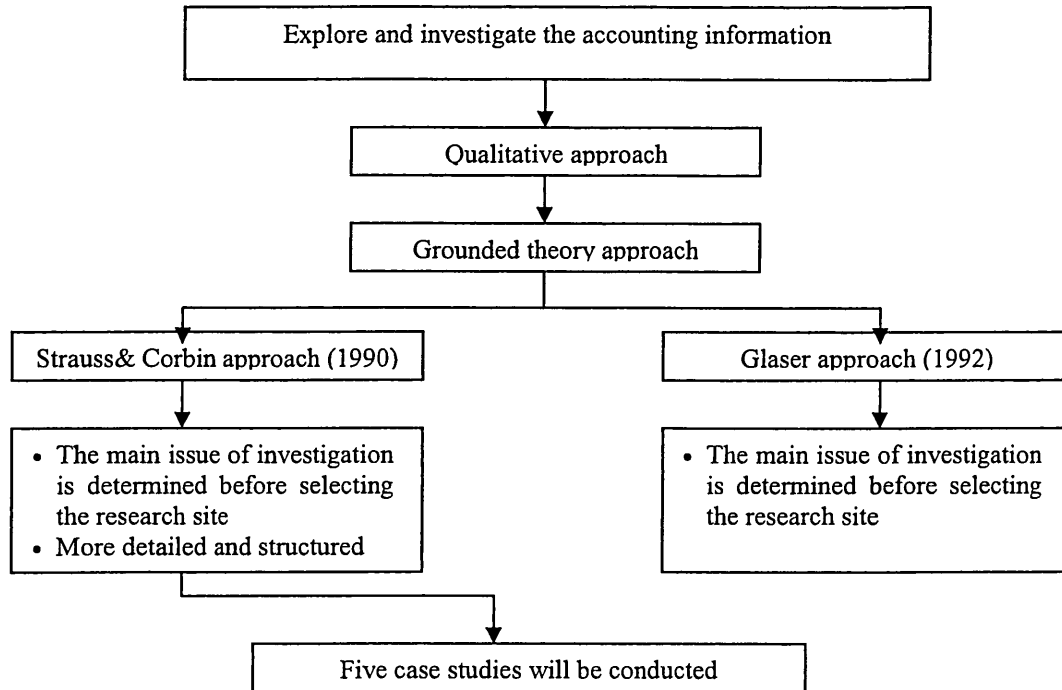 Explore and investigate the accounting information
Qualitative approach
Grounded theory approach
Strauss& Corbin approach (1990)
Glaser approach (1992)
• The main issue of investigation
is determined before selecting
the research site
• More detailed and structured
• The main issue of investigation
is determined before selecting
the research site
Five case studies will be conducted